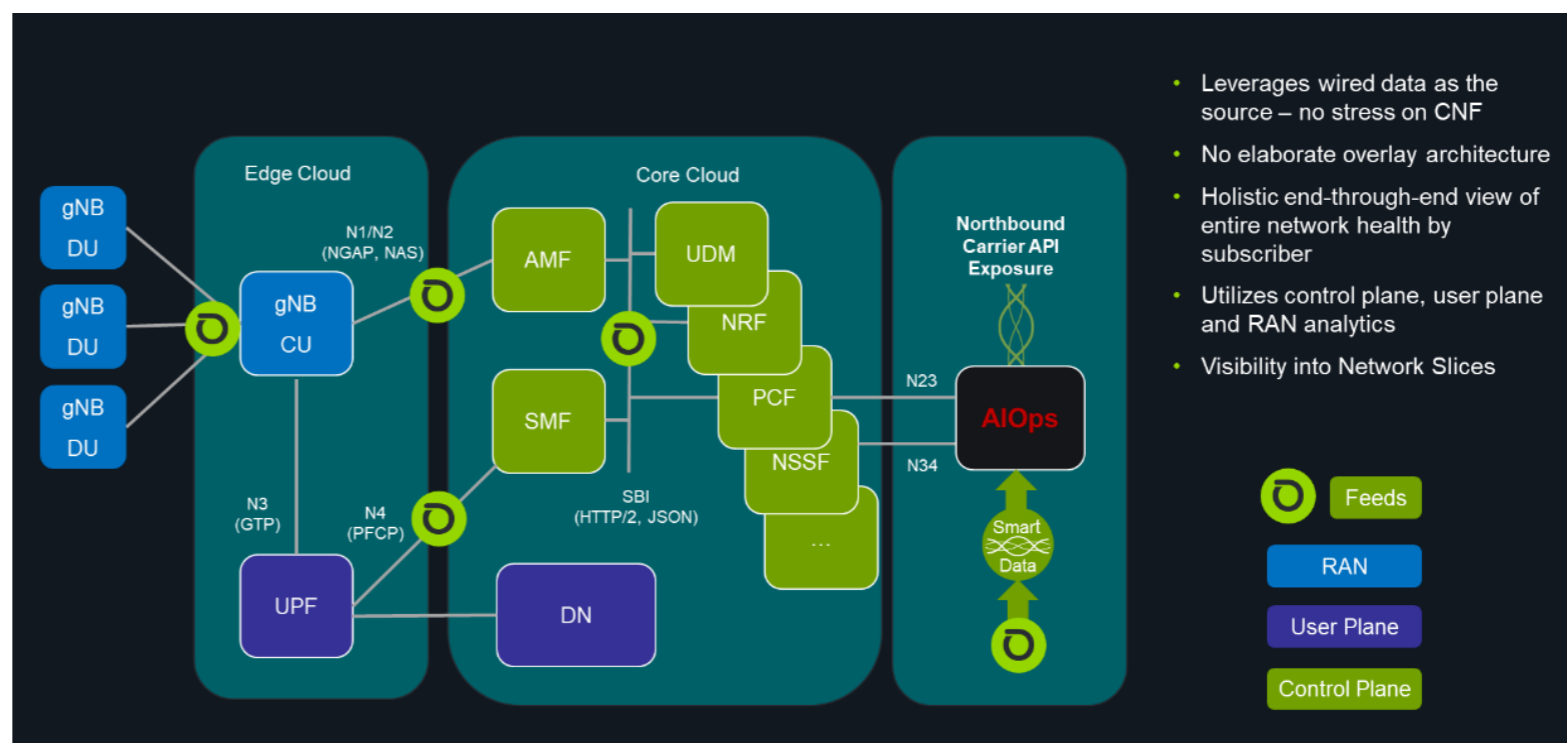 Edge Cloud
Core Cloud
gNB
DU
gNB
DU
gNB
DU
N1/N2
(NGAP, NAS)
gNB
CU
AMF
UDM
NRF
PCF
NSSF
...
SMF
SBI
(HTTP/2, JSON)
N3
(GTP)
N4
(PFCP)
UPF
DN
Northbound
Carrier API
Exposure
N23
N34
AIOps
Smart
Data
• Leverages wired data as the
source – no stress on CNF
• No elaborate overlay architecture
• Holistic end-through-end view of
entire network health by
subscriber
• Utilizes control plane, user plane
and RAN analytics
• Visibility into Network Slices
Feeds
RAN
User Plane
Control Plane